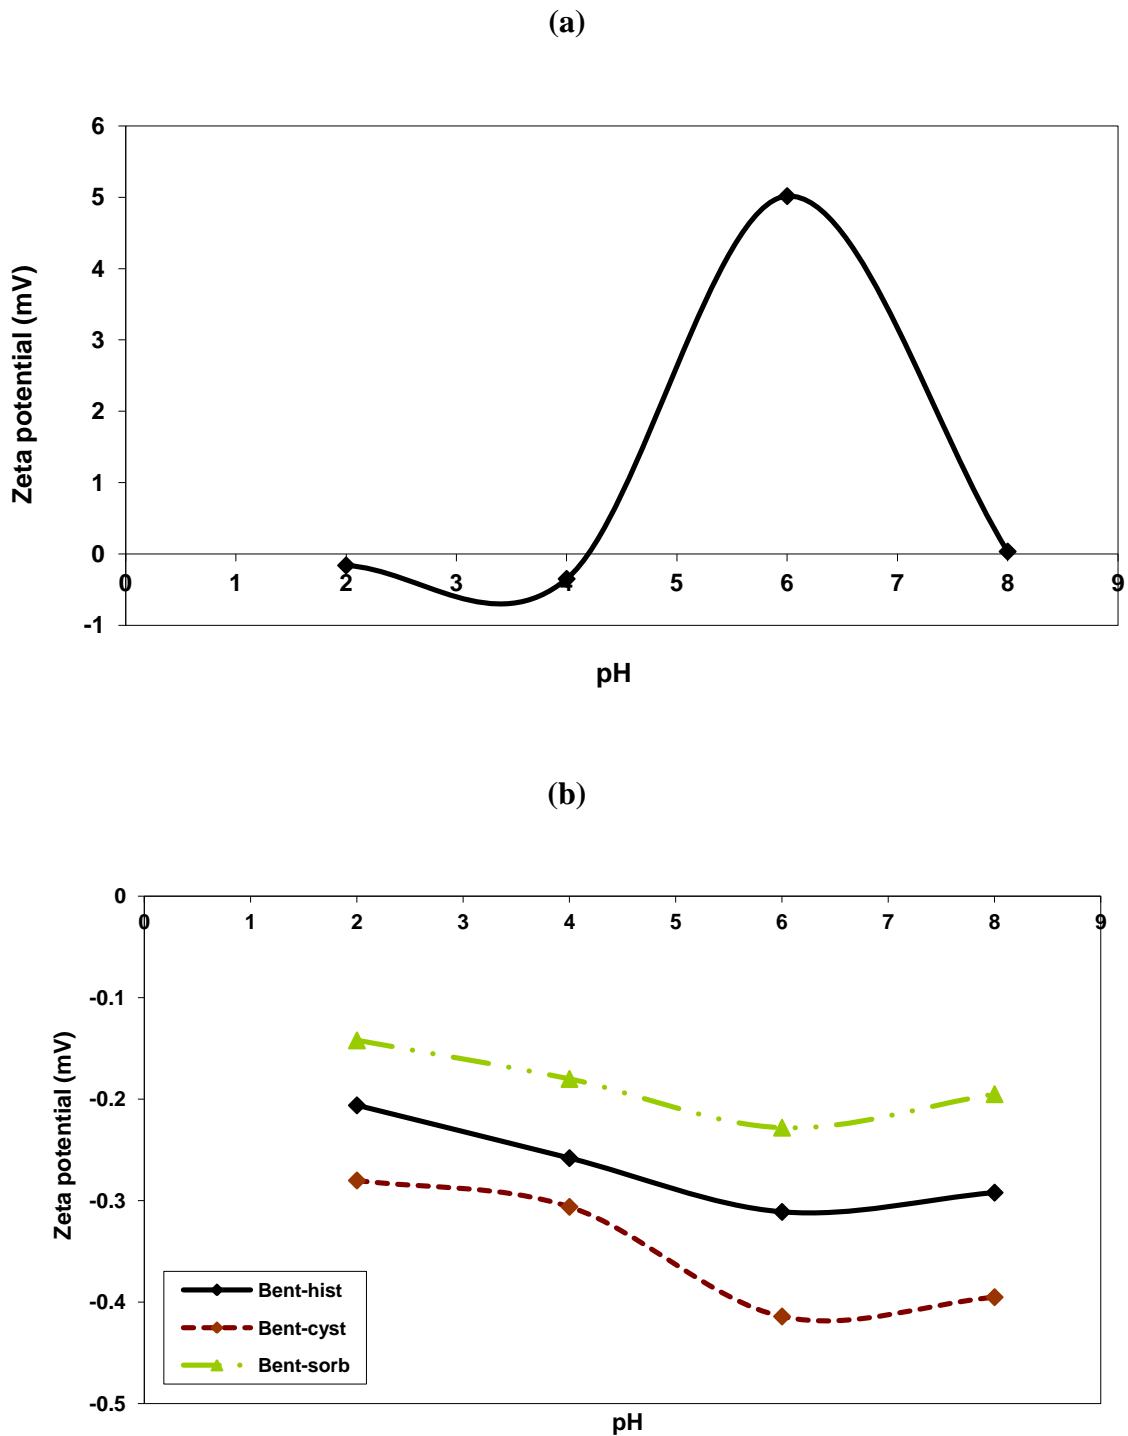 (a)
6
5
4
3
2
1
0
-1
0 1 2 3 4 5 6 7 8 9
Zeta potential (mV)
pH
(b)
0
-0.1
-0.2
-0.3
-0.4
-0.5
0 1 2 3 4 5 6 7 8 9
Zeta potential (mV)
Bent-hist
Bent-cyst
Bent-sorb
pH